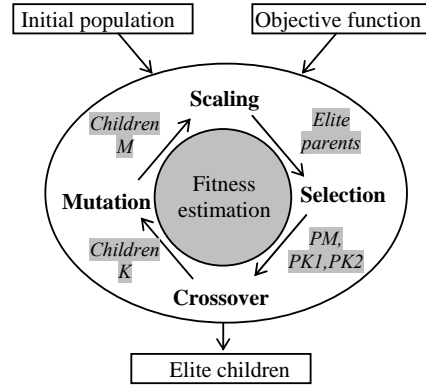 Initial population
Objective function
Scaling
Children
M
Elite
parents
Fitness
estimation
Mutation
Selection
Children
K
PM,
PK1,PK2
Crossover
Elite children